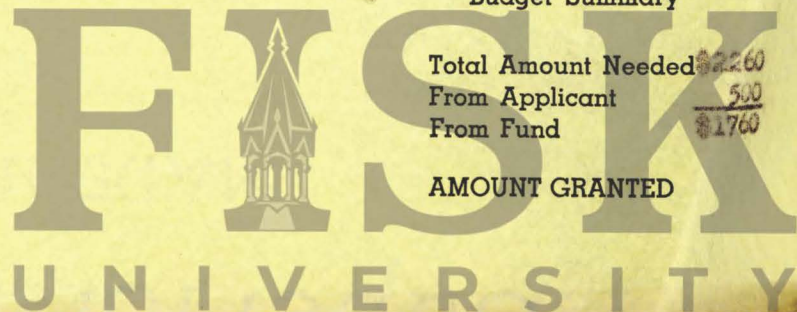 Budget Summary
Total Amount Needed $2260
From Applicant 500
From Fund $1760
AMOUNT GRANTED
FISK
UNIVERSITY